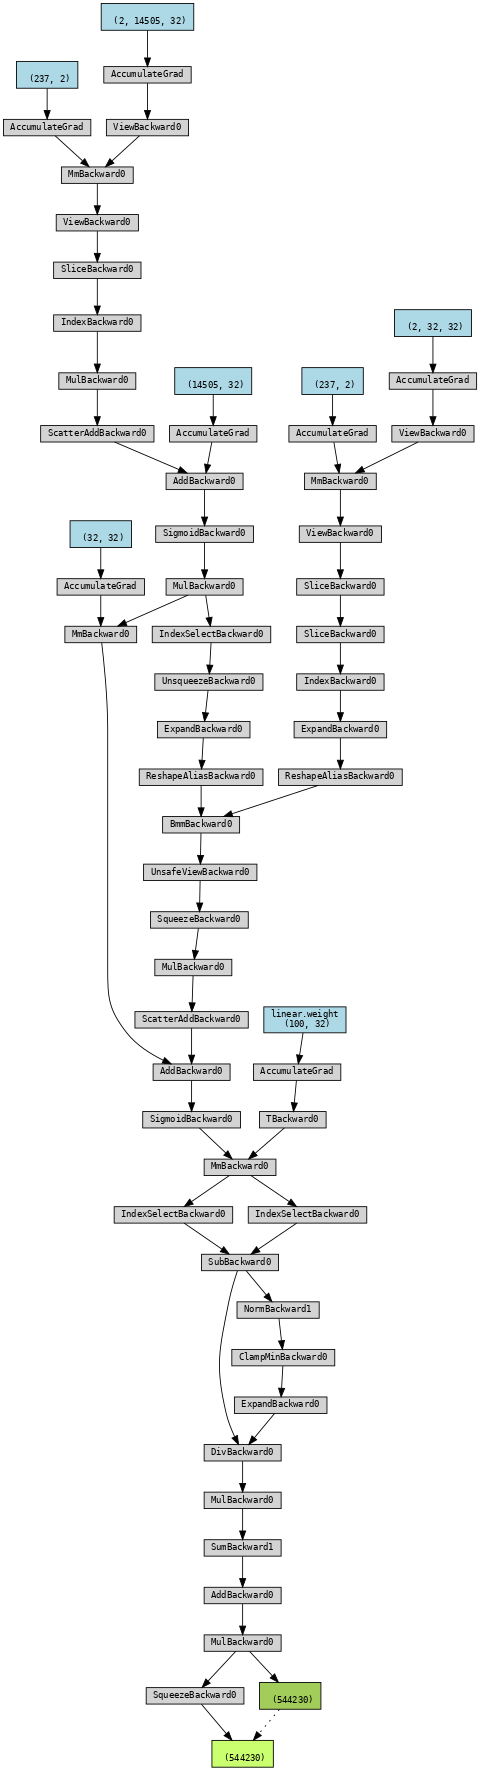 (2, 14505, 32)
(237, 2)
AccumulateGrad
AccumulateGrad
ViewBackward0
MmBackward0
ViewBackward0
SliceBackward0
IndexBackward0
(2, 32, 32)
MulBackward0
(14505, 32)
(237, 2)
AccumulateGrad
ScatterAddBackward0
AccumulateGrad
AccumulateGrad
ViewBackward0
AddBackward0
MmBackward0
(32, 32)
SigmoidBackward0
ViewBackward0
AccumulateGrad
MulBackward0
SliceBackward0
MmBackward0
IndexSelectBackward0
SliceBackward0
UnsqueezeBackward0
IndexBackward0
ExpandBackward0
ExpandBackward0
ReshapeAliasBackward0
ReshapeAliasBackward0
BmmBackward0
UnsafeViewBackward0
SqueezeBackward0
MulBackward0
ScatterAddBackward0
linear.weight
(100, 32)
AddBackward0
AccumulateGrad
SigmoidBackward0
TBackward0
MmBackward0
IndexSelectBackward0
IndexSelectBackward0
SubBackward0
NormBackward1
ClampMinBackward0
ExpandBackward0
DivBackward0
MulBackward0
SumBackward1
AddBackward0
MulBackward0
SqueezeBackward0
(544230)
(544230)